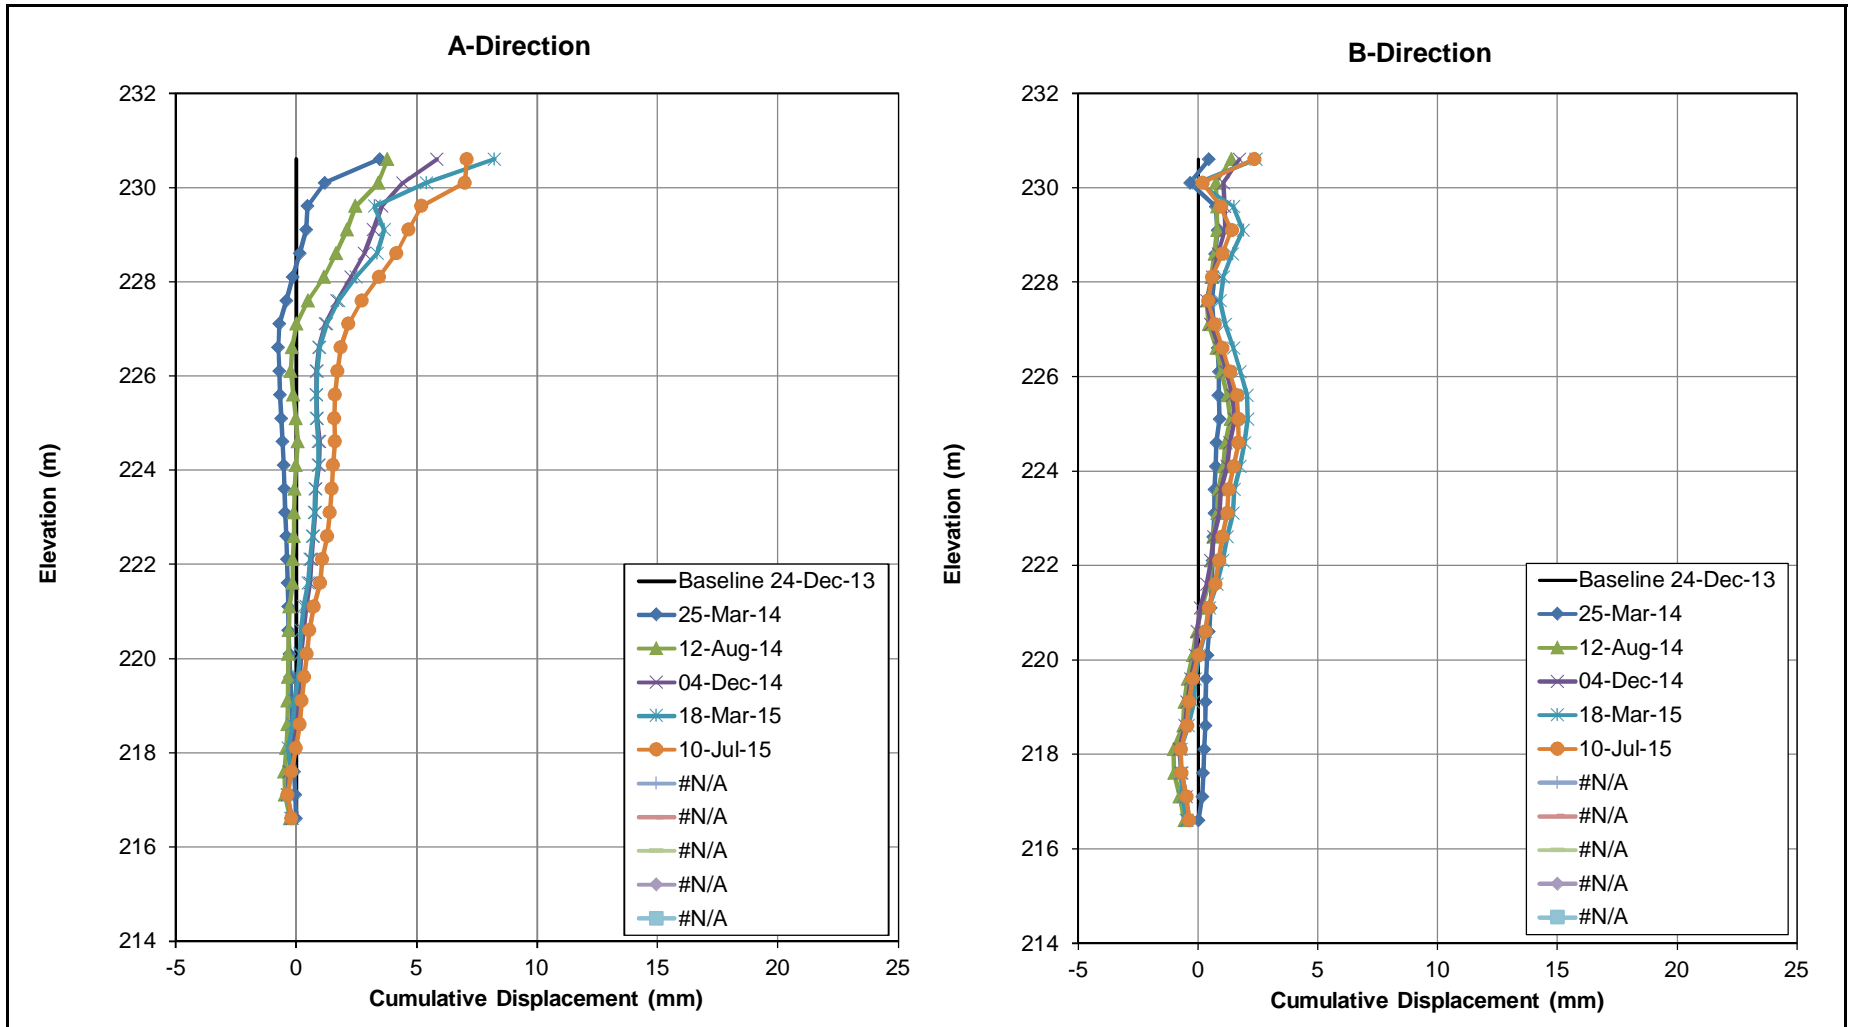 A-Direction
232
230
228
226
224
222
220
218
216
214
Elevation (m)
-5 0 5 10 15 20 25
Cumulative Displacement (mm)
Baseline 24-Dec-13
25-Mar-14
12-Aug-14
04-Dec-14
18-Mar-15
10-Jul-15
#N/A
#N/A
#N/A
#N/A
#N/A
B-Direction
232
230
228
226
224
222
220
218
216
214
Elevation (m)
-5 0 5 10 15 20 25
Cumulative Displacement (mm)
Baseline 24-Dec-13
25-Mar-14
12-Aug-14
04-Dec-14
18-Mar-15
10-Jul-15
#N/A
#N/A
#N/A
#N/A
#N/A